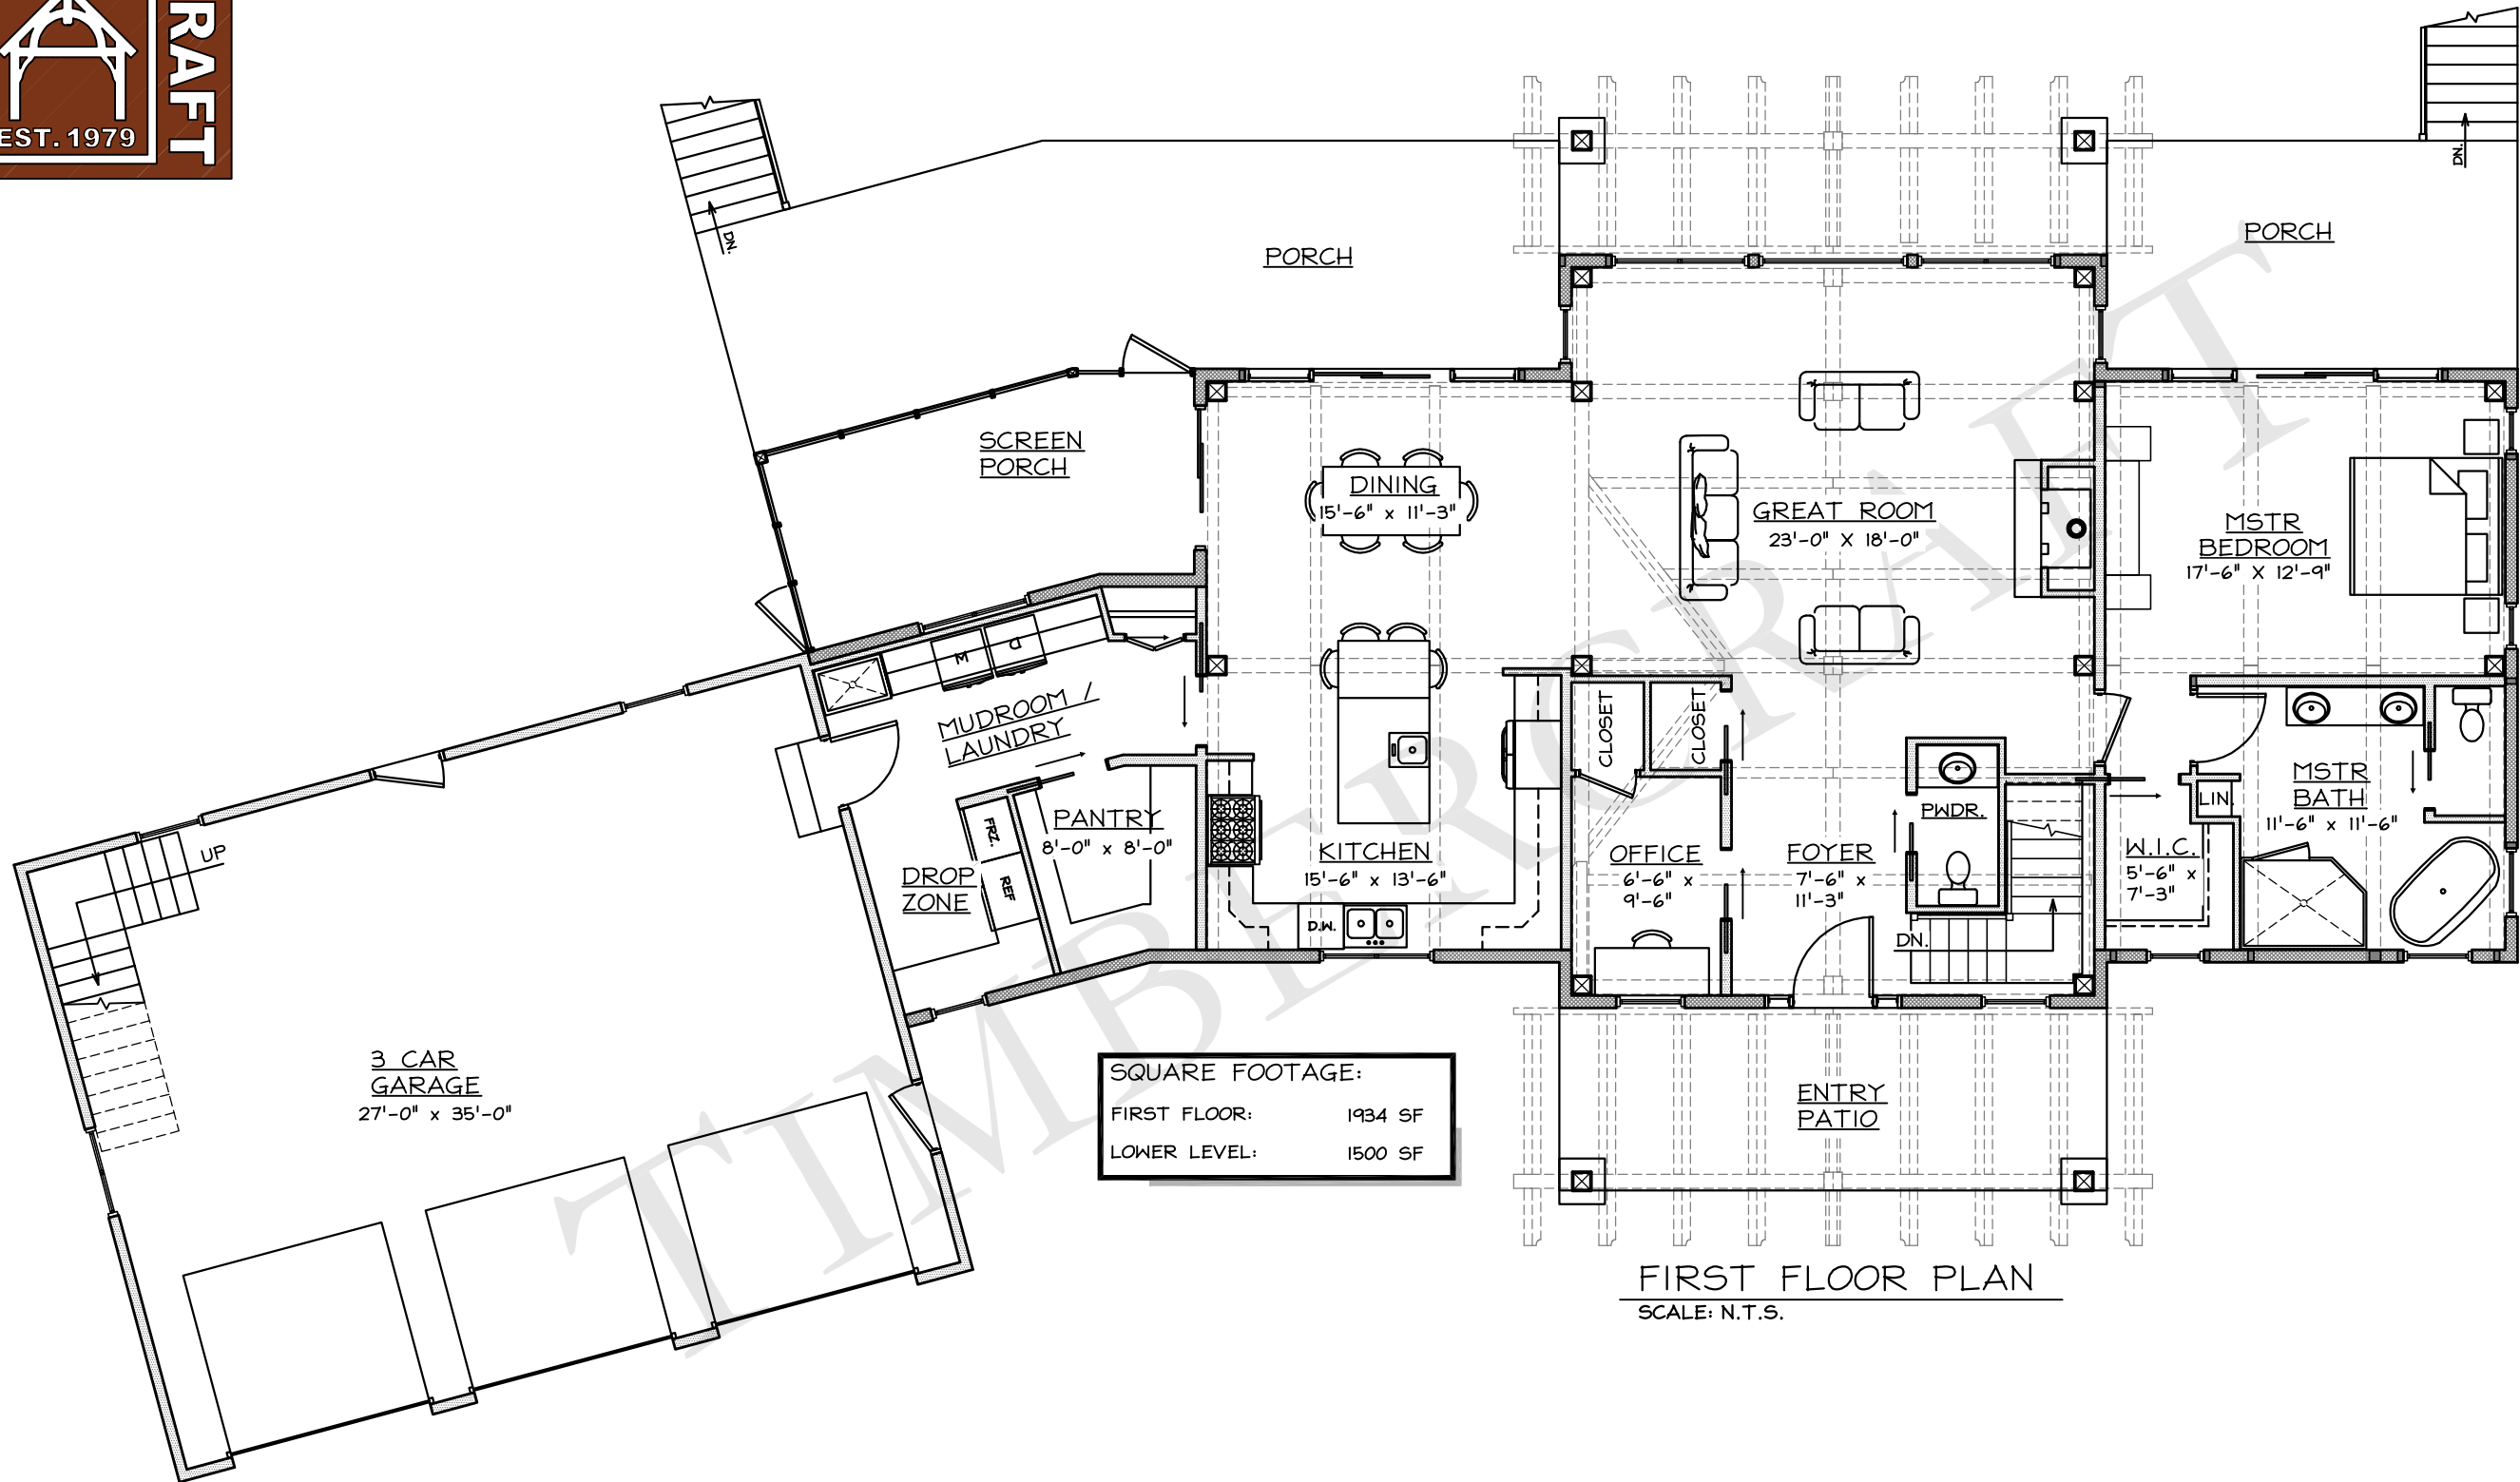 RAFT
EST. 1979
DN.
DN.
PORCH
PORCH
SCREEN
PORCH
DINING
15'-6" x 11'-3"
GREAT ROOM
23'-0" X 18'-0"
MSTR
BEDROOM
17'-6" X 12'-9"
W
D
MUDROOM /
LAUNDRY
CLOSET
CLOSET
PANTRY
8'-0" x 8'-0"
FRZ.
REF
DROP
ZONE
KITCHEN
15'-6" x 13'-6"
D.W.
OFFICE
6'-6" x
9'-6"
FOYER
7'-6" x
11'-3"
PWDR.
DN.
LIN.
W.I.C.
5'-6" x
7'-3"
MSTR
BATH
11'-6" x 11'-6"
UP
3 CAR
GARAGE
27'-0" x 35'-0"
TIMBERCRAFT
SQUARE FOOTAGE:
FIRST FLOOR: 1934 SF
LOWER LEVEL: 1500 SF
ENTRY
PATIO
FIRST FLOOR PLAN
SCALE: N.T.S.